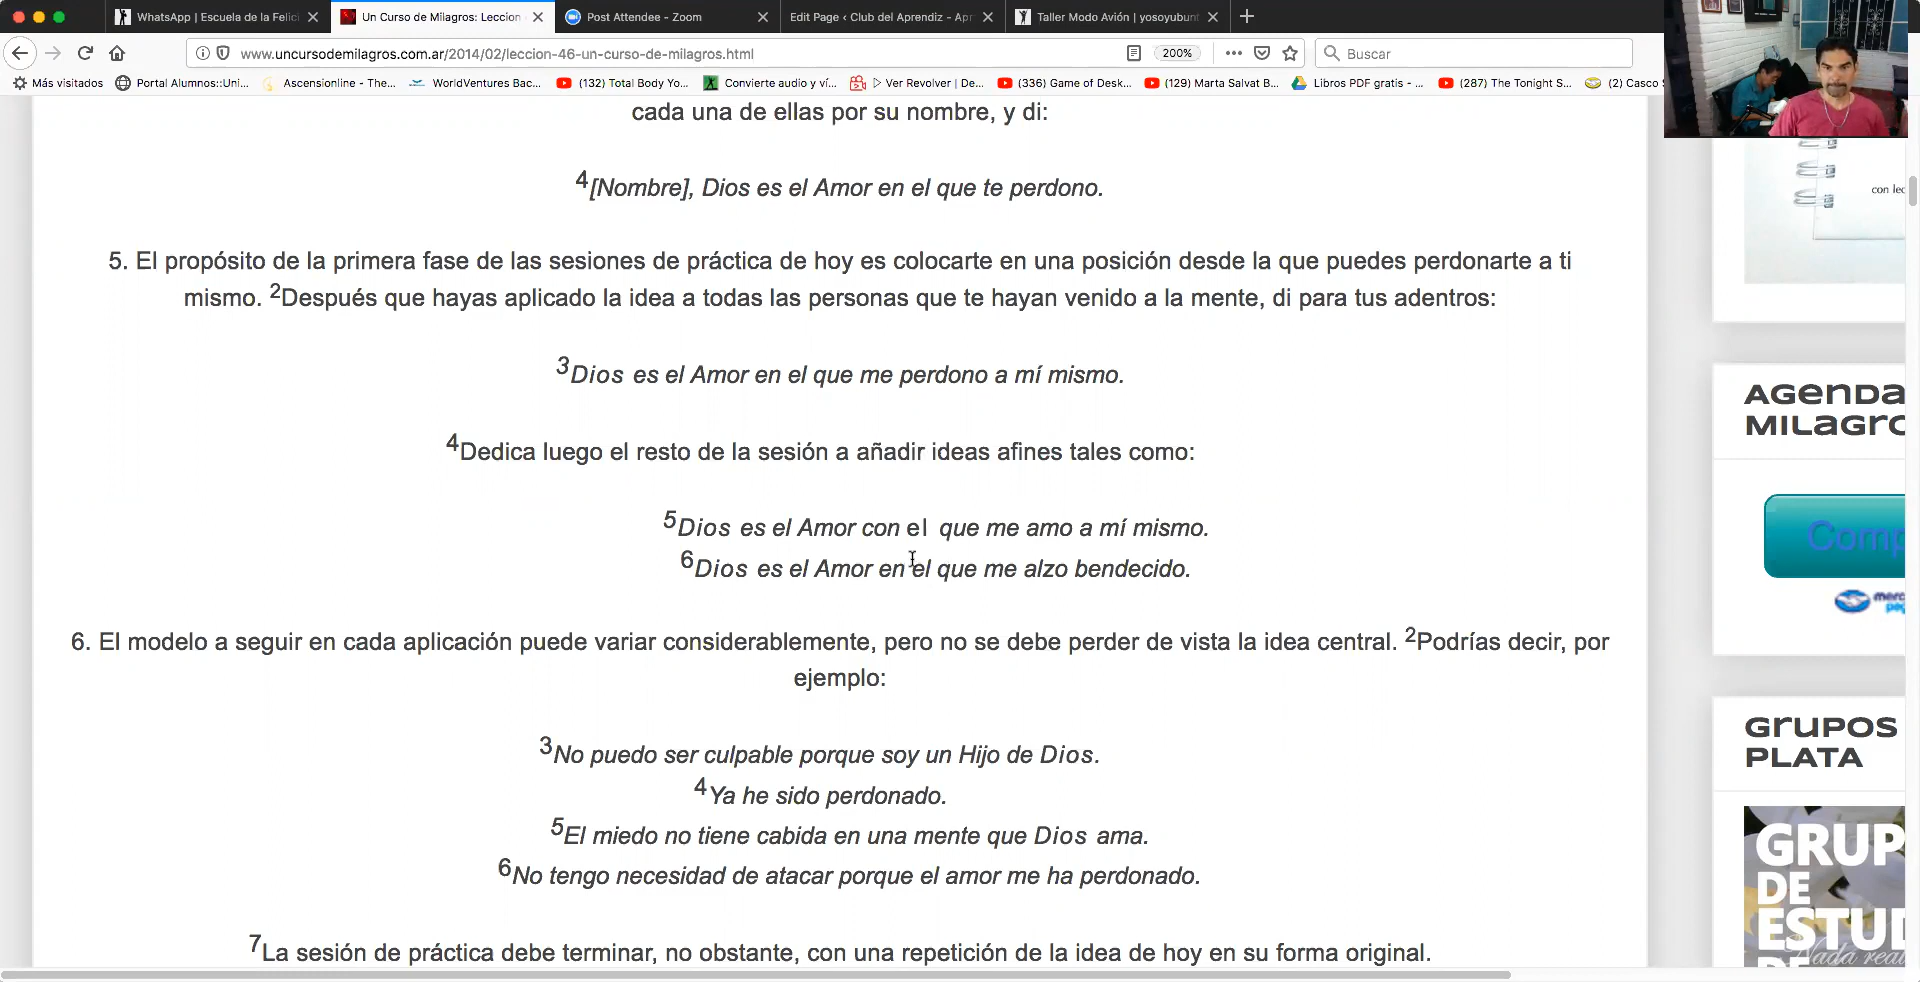 WhatsApp | Escuela de la Felici
Un Curso de Milagros: Leccion
Post Attendee - Zoom
Edit Page ‹ Club del Aprendiz - Apr
Taller Modo Avión | yosoyubunt
www.uncursodemilagros.com.ar/2014/02/leccion-46-un-curso-de-milagros.html
200%
Buscar
Más visitados
Portal Alumnos::Uni...
Ascensionline - The...
WorldVentures Bac...
(132) Total Body Yo...
Convierte audio y ví...
▷ Ver Revolver | De...
(336) Game of Desk...
(129) Marta Salvat B...
Libros PDF gratis - ...
(287) The Tonight S...
(2) Casco S
cada una de ellas por su nombre, y di:
4[Nombre], Dios es el Amor en el que te perdono.
con lec
5. El propósito de la primera fase de las sesiones de práctica de hoy es colocarte en una posición desde la que puedes perdonarte a ti
mismo. 2Después que hayas aplicado la idea a todas las personas que te hayan venido a la mente, di para tus adentros:
3Dios es el Amor en el que me perdono a mí mismo.
Agenda
Milagro
4Dedica luego el resto de la sesión a añadir ideas afines tales como:
5Dios es el Amor con el que me amo a mí mismo.
6Dios es el Amor en el que me alzo bendecido.
Comp
merc
pag
6. El modelo a seguir en cada aplicación puede variar considerablemente, pero no se debe perder de vista la idea central. 2Podrías decir, por
ejemplo:
3No puedo ser culpable porque soy un Hijo de Dios.
4Ya he sido perdonado.
5El miedo no tiene cabida en una mente que Dios ama.
6No tengo necesidad de atacar porque el amor me ha perdonado.
7La sesión de práctica debe terminar, no obstante, con una repetición de la idea de hoy en su forma original.
Grupos
Plata
GRUP
DE
ESTUD
Nada real
DE